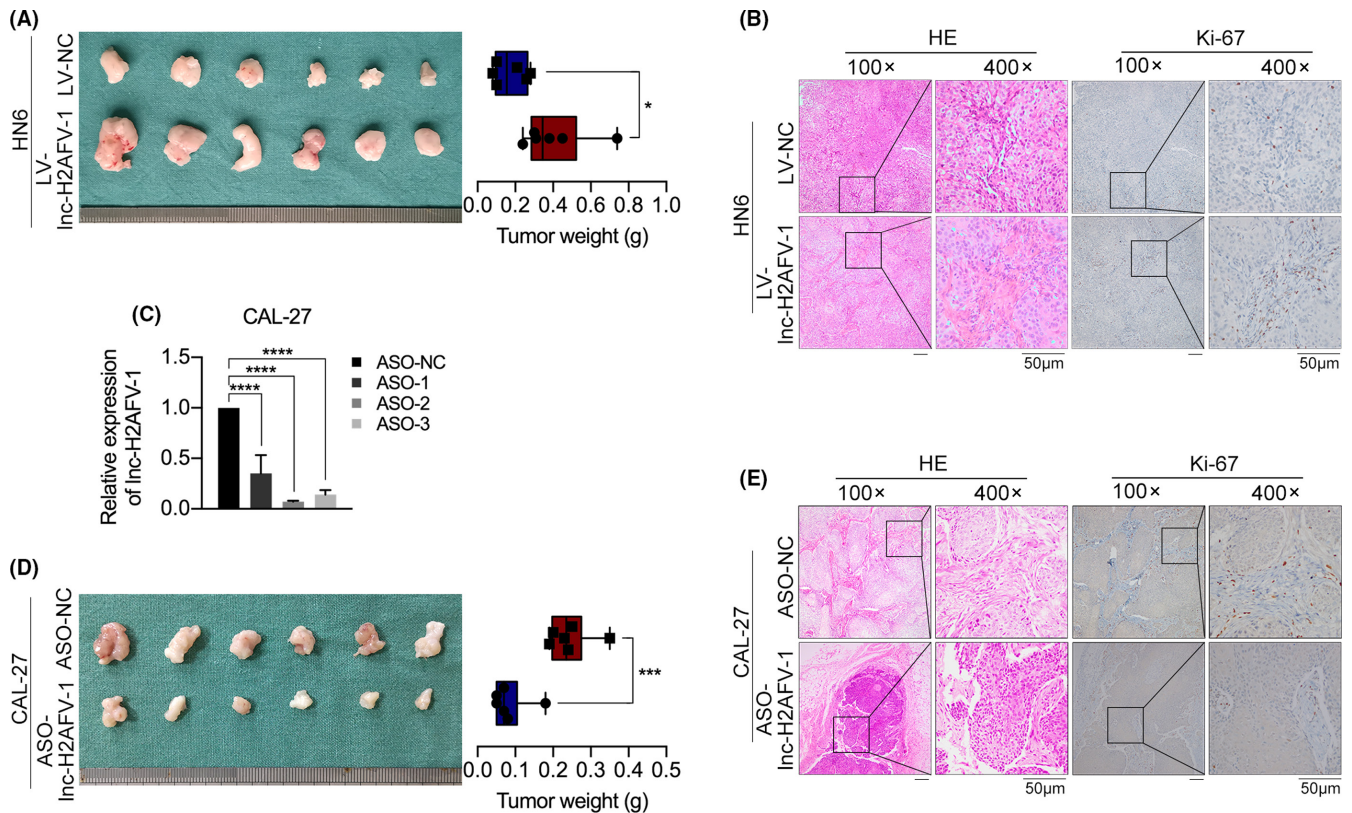 (A)
HN6
LV-NC
LV-
lnc-H2AFV-1
*
0.0 0.2 0.4 0.6 0.8 1.0
Tumor weight (g)
(B)
HE
Ki-67
100× 400× 100× 400×
HN6
LV-NC
LV-
lnc-H2AFV-1
50μm
50μm
(C)
CAL-27
Relative expression
of lnc-H2AFV-1
1.5
1.0
0.5
0.0
****
****
****
ASO-NC
ASO-1
ASO-2
ASO-3
(D)
CAL-27
ASO-NC
ASO-
lnc-H2AFV-1
***
0.0 0.1 0.2 0.3 0.4 0.5
Tumor weight (g)
(E)
HE
Ki-67
100× 400× 100× 400×
CAL-27
ASO-NC
ASO-
lnc-H2AFV-1
50μm
50μm